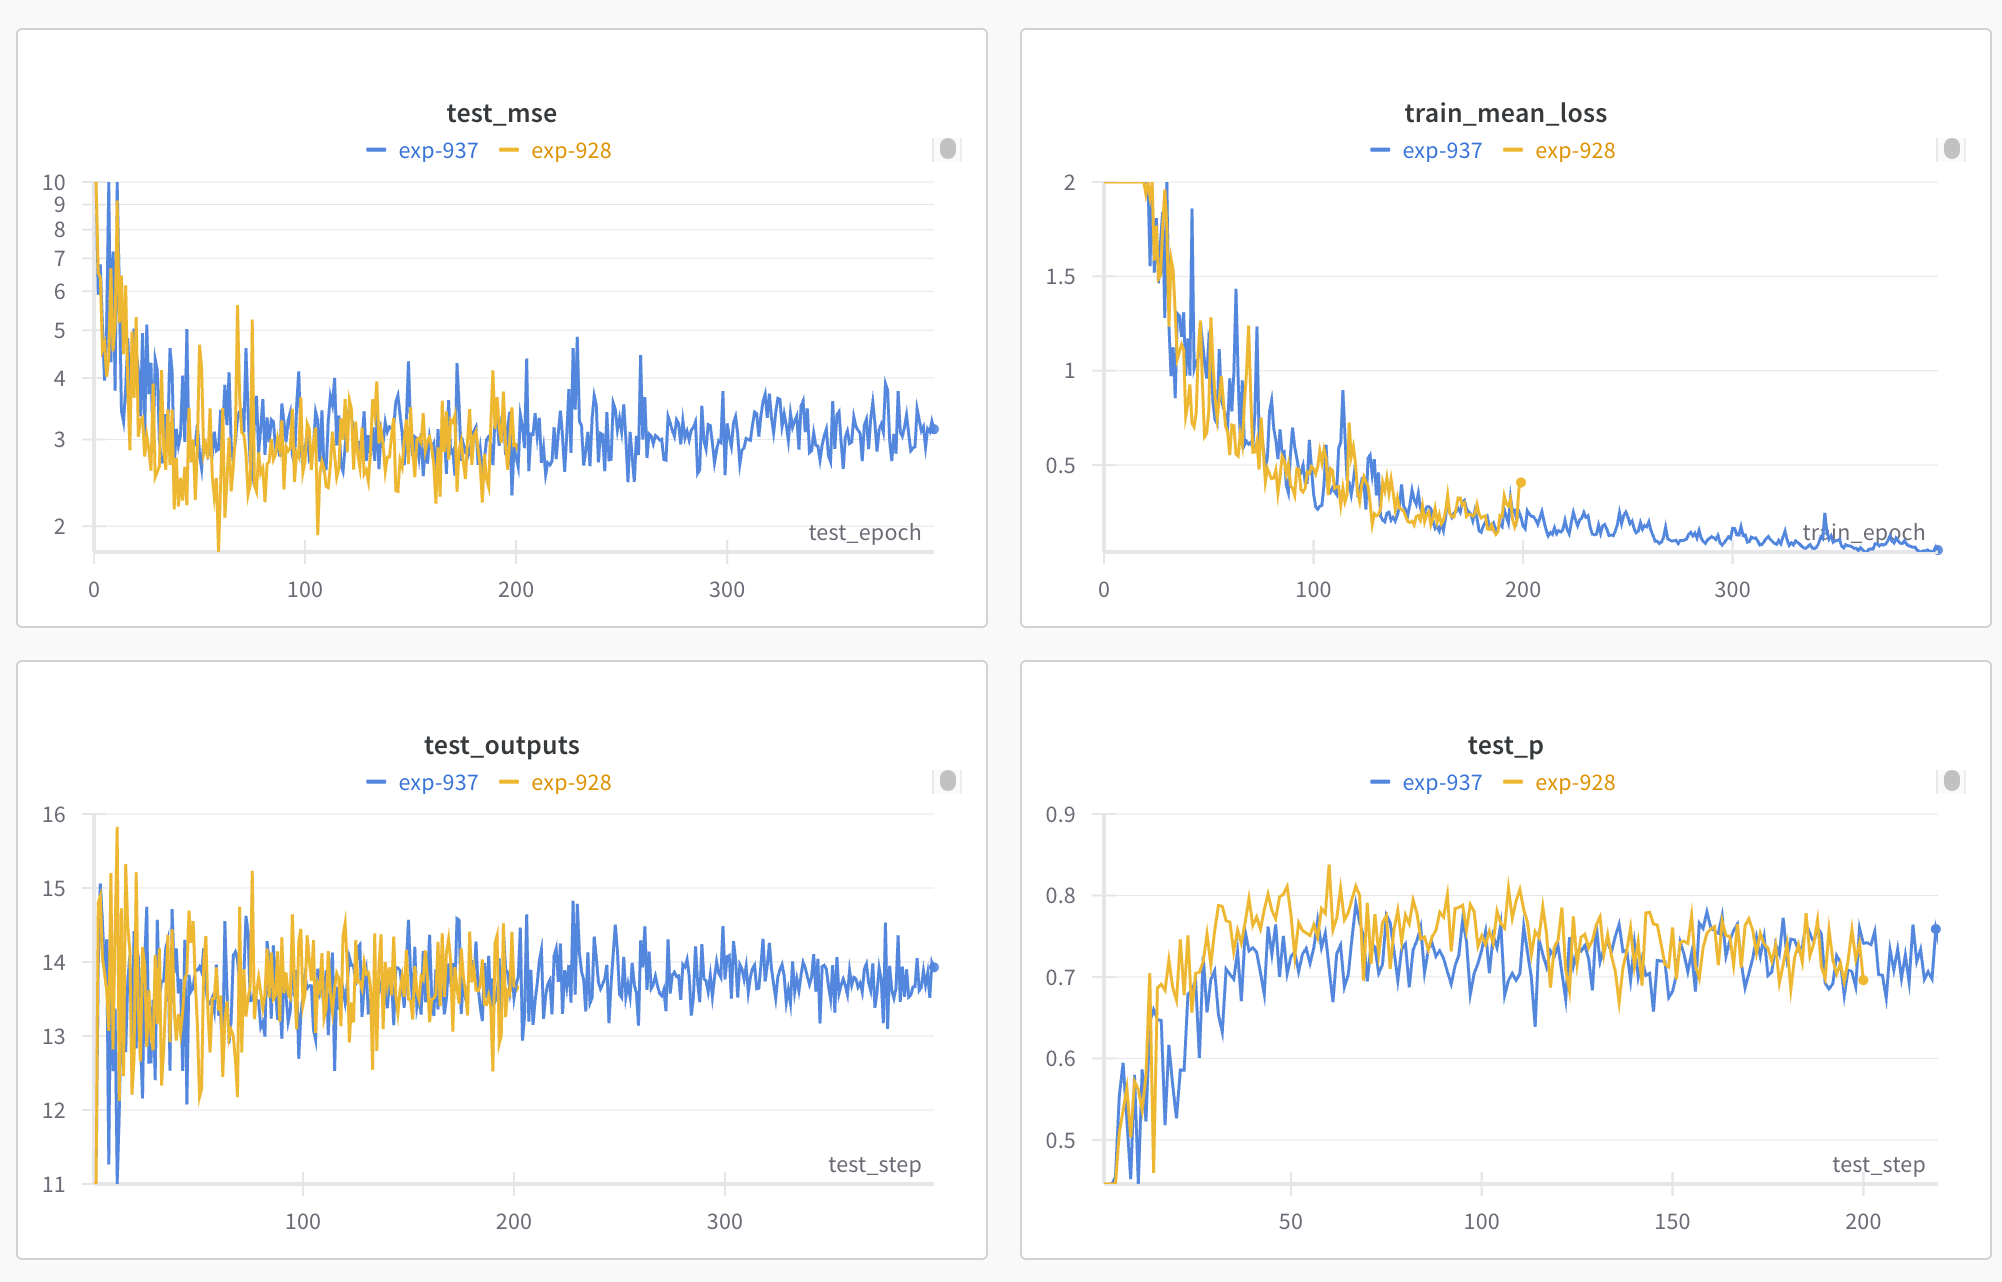 test_mse
exp-937 exp-928
10
9
8
7
6
5
4
3
2
test_epoch
0 100 200 300
train_mean_loss
exp-937 exp-928
2
1.5
1
0.5
train_epoch
0 100 200 300
test_outputs
exp-937 exp-928
16
15
14
13
12
11
test_step
100 200 300
test_p
exp-937 exp-928
0.9
0.8
0.7
0.6
0.5
test_step
50 100 150 200